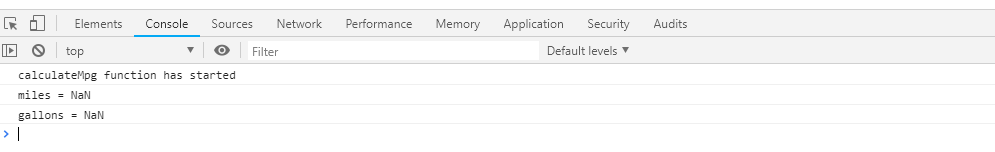 Elements Console Sources Network Performance Memory Application Security Audits
top Filter Default levels
calculateMpg function has started
miles = NaN
gallons = NaN